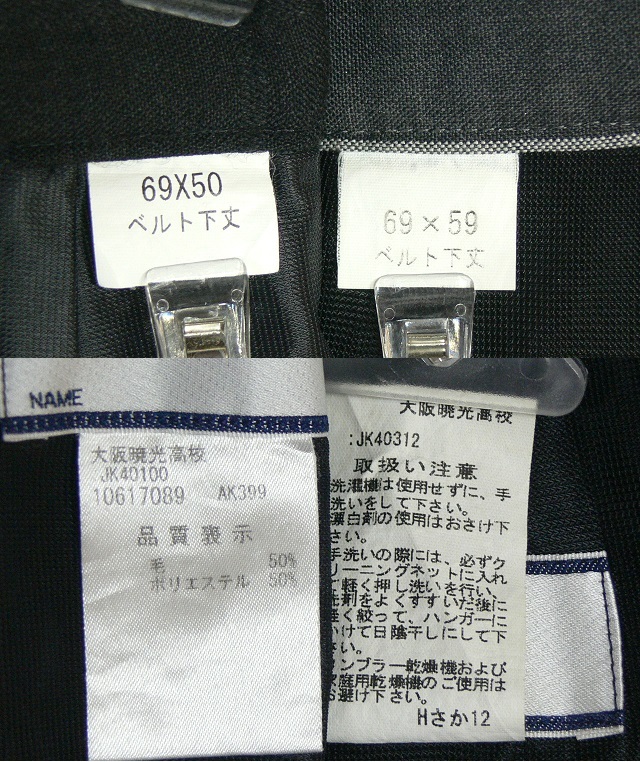 69X50
ベルト下丈
69×59
ベルト下丈
NAME
大阪暁光高校
JK40100
10617089 AK399
品質表示
毛 50%
ポリエステル 50%
大阪暁光高校
:JK40312
取扱い注意
洗濯機は使用せずに、手
洗いをして下さい。
漂白剤の使用はおさけ下
さい。
手洗いの際には、必ずク
リーニングネットに入れ
て軽く押し洗いを行い、
洗剤をよくすすいだ後に
軽く絞って、ハンガーに
かけて日陰干しにして下
さい。
タンブラー乾燥機および
家庭用乾燥機のご使用は
お避け下さい。
Hさか12